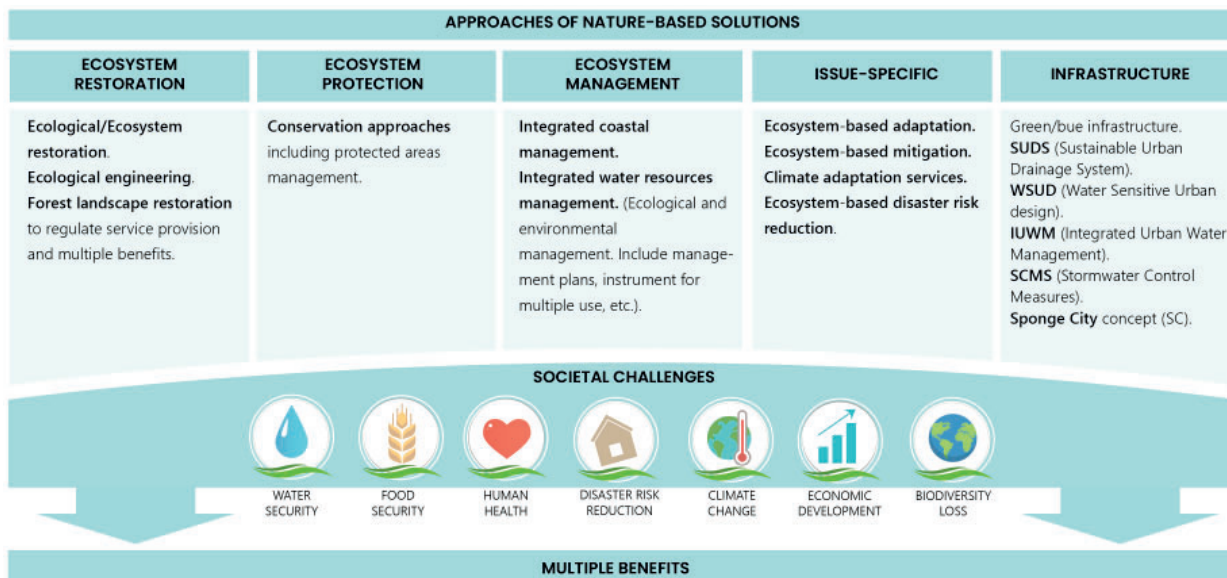 APPROACHES OF NATURE-BASED SOLUTIONS
ECOSYSTEM
RESTORATION
Ecological/Ecosystem
restoration.
Ecological engineering.
Forest landscape restoration
to regulate service provision
and multiple benefits.
ECOSYSTEM
PROTECTION
Conservation approaches
including protected areas
management.
ECOSYSTEM
MANAGEMENT
Integrated coastal
management.
Integrated water resources
management. (Ecological and
environmental
management. Include manage-
ment plans, instrument for
multiple use, etc.).
ISSUE-SPECIFIC
Ecosystem-based adaptation.
Ecosystem-based mitigation.
Climate adaptation services.
Ecosystem-based disaster risk
reduction.
INFRASTRUCTURE
Green/bue infrastructure.
SUDS (Sustainable Urban
Drainage System).
WSUD (Water Sensitive Urban
design).
IUWM (Integrated Urban Water
Management).
SCMS (Stormwater Control
Measures).
Sponge City concept (SC).
SOCIETAL CHALLENGES
WATER
SECURITY
FOOD
SECURITY
HUMAN
HEALTH
DISASTER RISK
REDUCTION
CLIMATE
CHANGE
ECONOMIC
DEVELOPMENT
BIODIVERSITY
LOSS
MULTIPLE BENEFITS